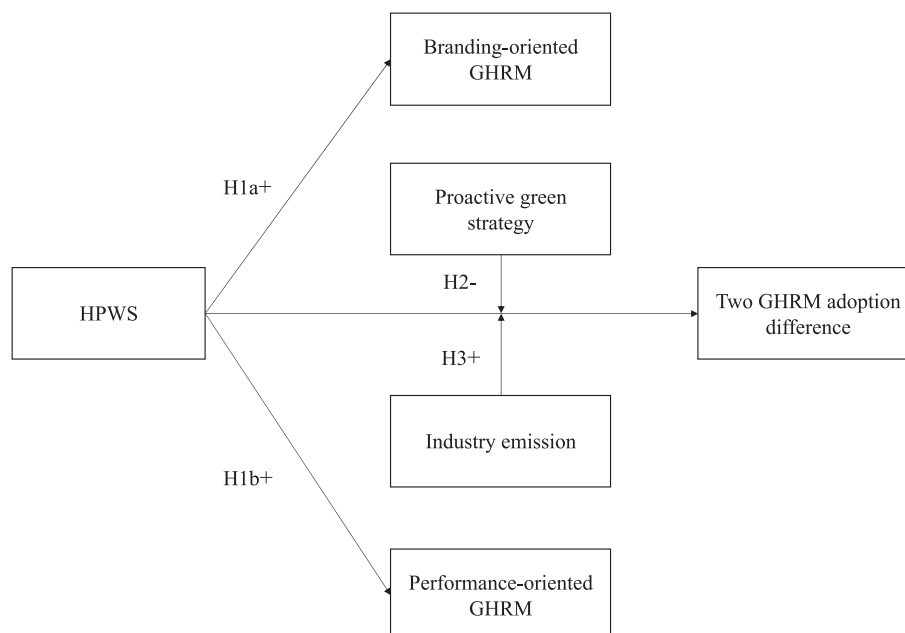 Branding-oriented
GHRM
H1a+
Proactive green
strategy
H2-
HPWS
Two GHRM adoption
difference
H3+
Industry emission
H1b+
Performance-oriented
GHRM